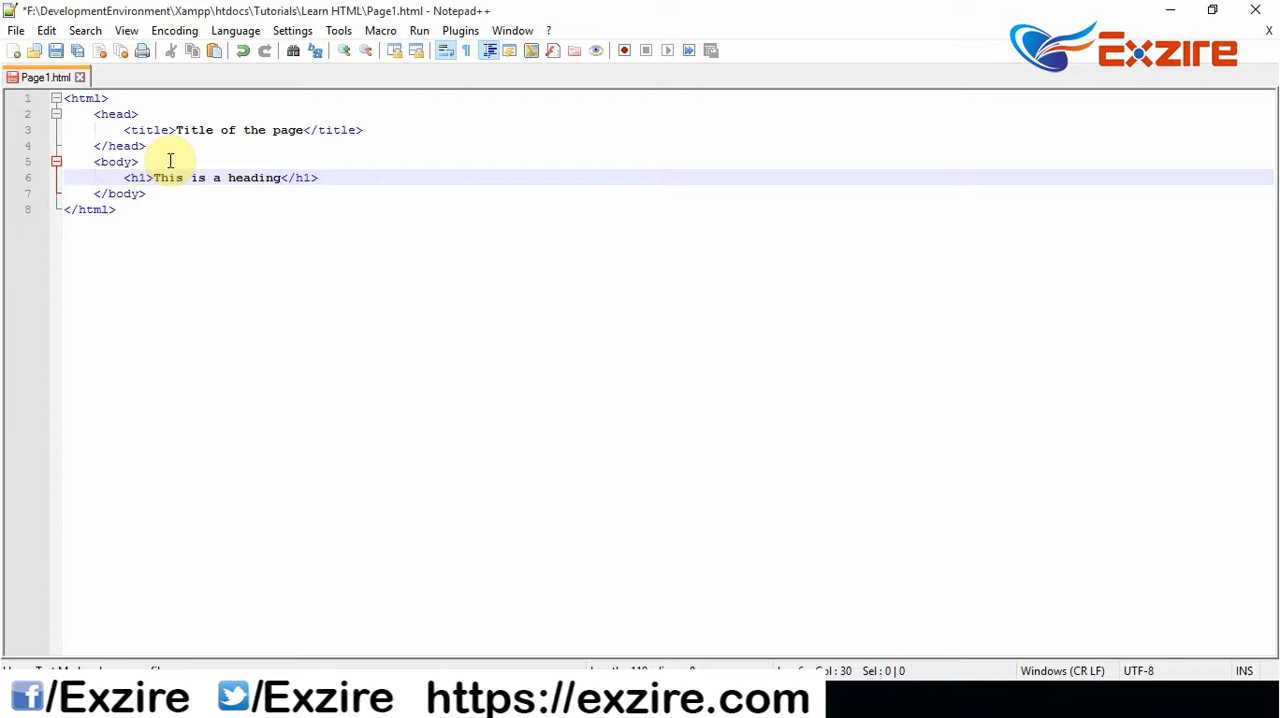 *F:\DevelopmentEnvironment\Xampp\htdocs\Tutorials\Learn HTML\Page1.html - Notepad++
File Edit Search View Encoding Language Settings Tools Macro Run Plugins Window ? X
Exzire
Page1.html
1 <html>
2 <head>
3 <title>Title of the page</title>
4 </head>
5 <body>
6 <h1>This is a heading</h1>
7 </body>
8 </html>
Col : 30 Sel : 0 | 0 Windows (CR LF) UTF-8 INS
/Exzire /Exzire https://exzire.com